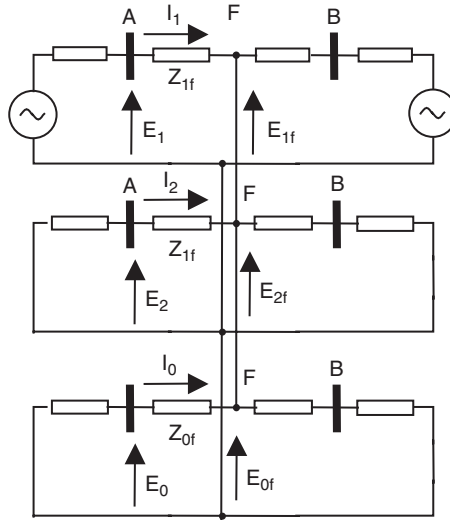 A I₁ F B
Z₁f
E₁ E₁f
A I₂ F B
Z₁f
E₂ E₂f
I₀ F B
A
Z₀f
E₀ E₀f